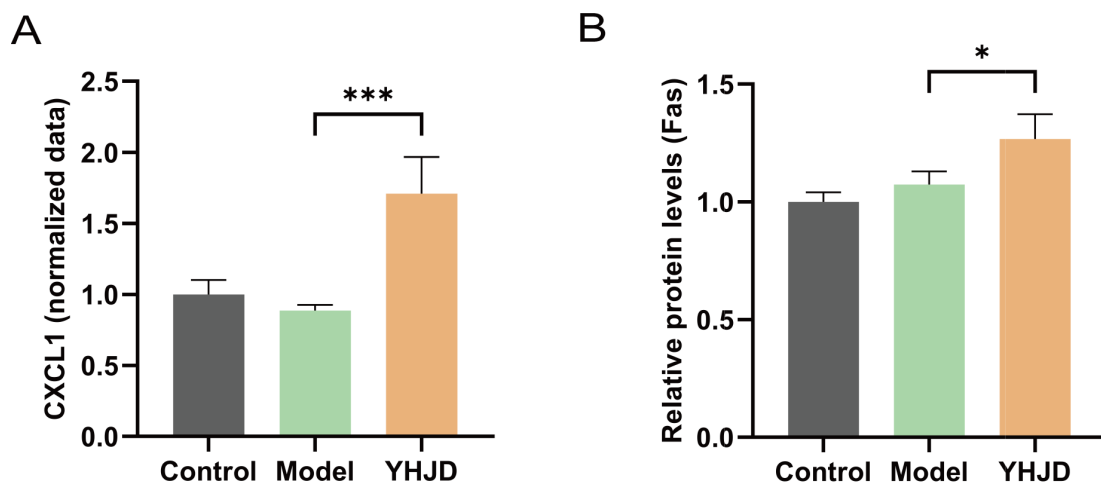 A
CXCL1 (normalized data)
2.5
2.0
1.5
1.0
0.5
0.0
***
Control Model YHJD
B
Relative protein levels (Fas)
1.5
1.0
0.5
0.0
*
Control Model YHJD